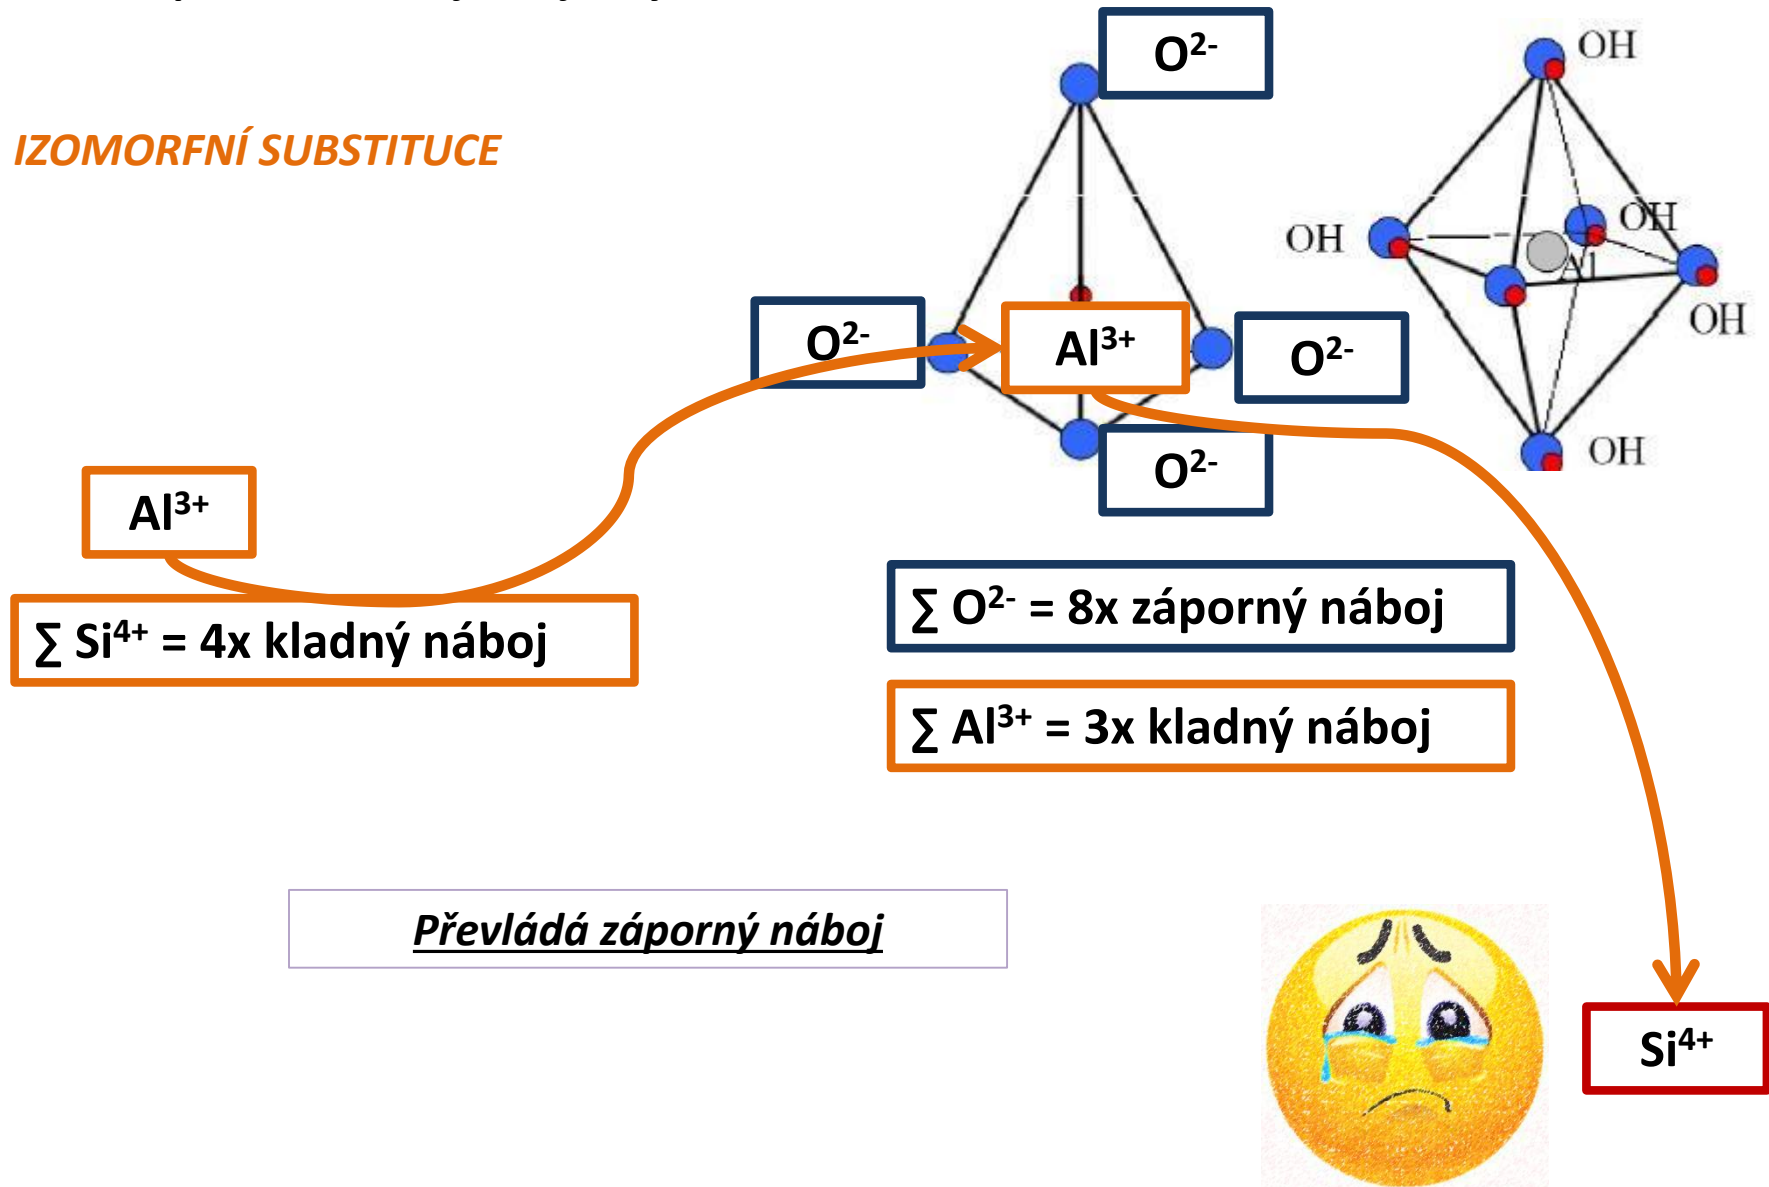 O²⁻
OH
IZOMORFNÍ SUBSTITUCE
OH
OH
O²⁻
Al³⁺
O²⁻
Al
OH
O²⁻
OH
Al³⁺
∑ O²⁻ = 8x záporný náboj
∑ Si⁴⁺ = 4x kladný náboj
∑ Al³⁺ = 3x kladný náboj
Převládá záporný náboj
Si⁴⁺